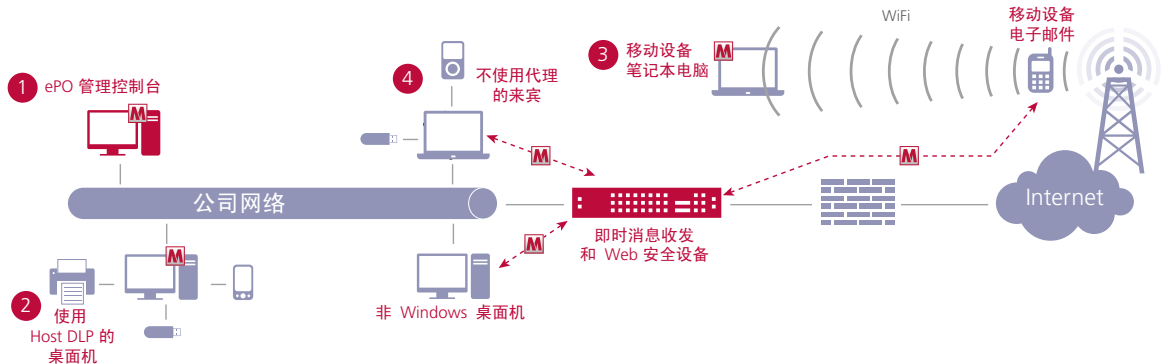 1 ePO 管理控制台
4 不使用代理
的来宾
3 移动设备
笔记本电脑
WiFi
移动设备
电子邮件
M
M
M
M
公司网络
即时消息收发
和 Web 安全设备
Internet
M
M
2 使用
Host DLP 的
桌面机
非 Windows 桌面机